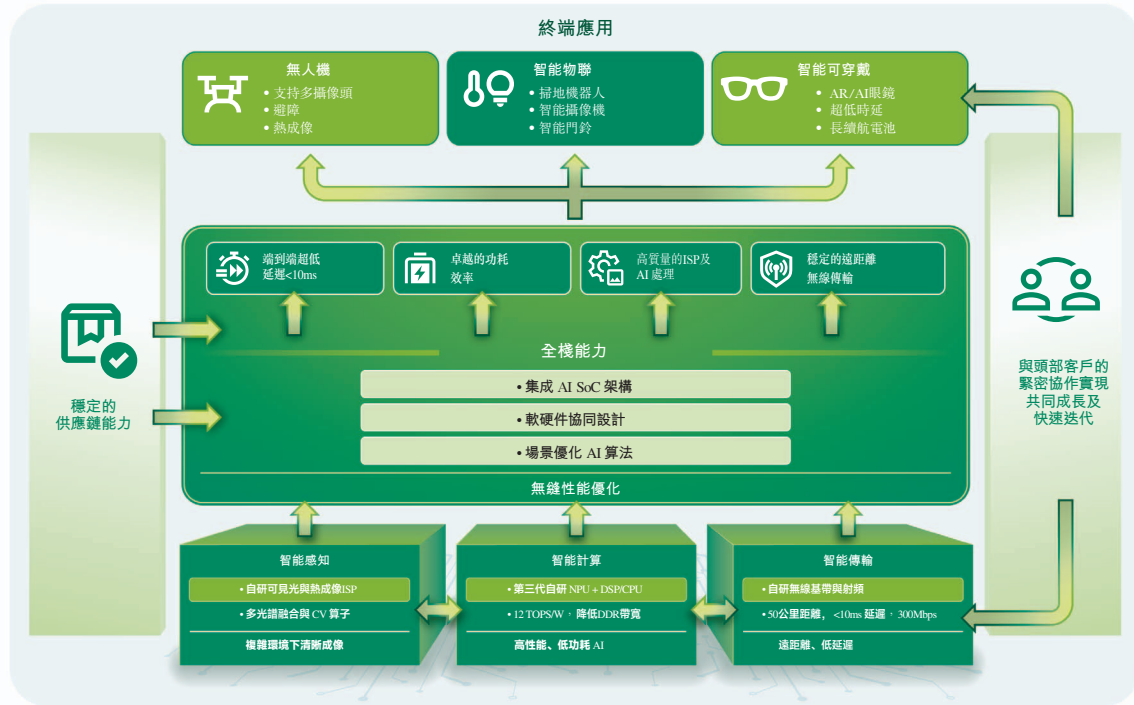 終端應用
無人機
• 支持多攝像頭
• 避障
• 熱成像
智能物聯
• 掃地機器人
• 智能攝像機
• 智能門鈴
智能可穿戴
• AR/AI眼鏡
• 超低時延
• 長續航電池
端到端超低
延遲<10ms
卓越的功耗
效率
高質量的ISP及
AI 處理
穩定的遠距離
無線傳輸
全棧能力
• 集成 AI SoC 架構
• 軟硬件協同設計
• 場景優化 AI 算法
無縫性能優化
穩定的
供應鏈能力
與頭部客戶的
緊密協作實現
共同成長及
快速迭代
智能感知
• 自研可見光與熱成像ISP
• 多光譜融合與 CV 算子
複雜環境下清晰成像
智能計算
• 第三代自研 NPU + DSP/CPU
• 12 TOPS/W，降低DDR帶寬
高性能、低功耗 AI
智能傳輸
• 自研無線基帶與射頻
• 50公里距離，<10ms 延遲，300Mbps
遠距離、低延遲